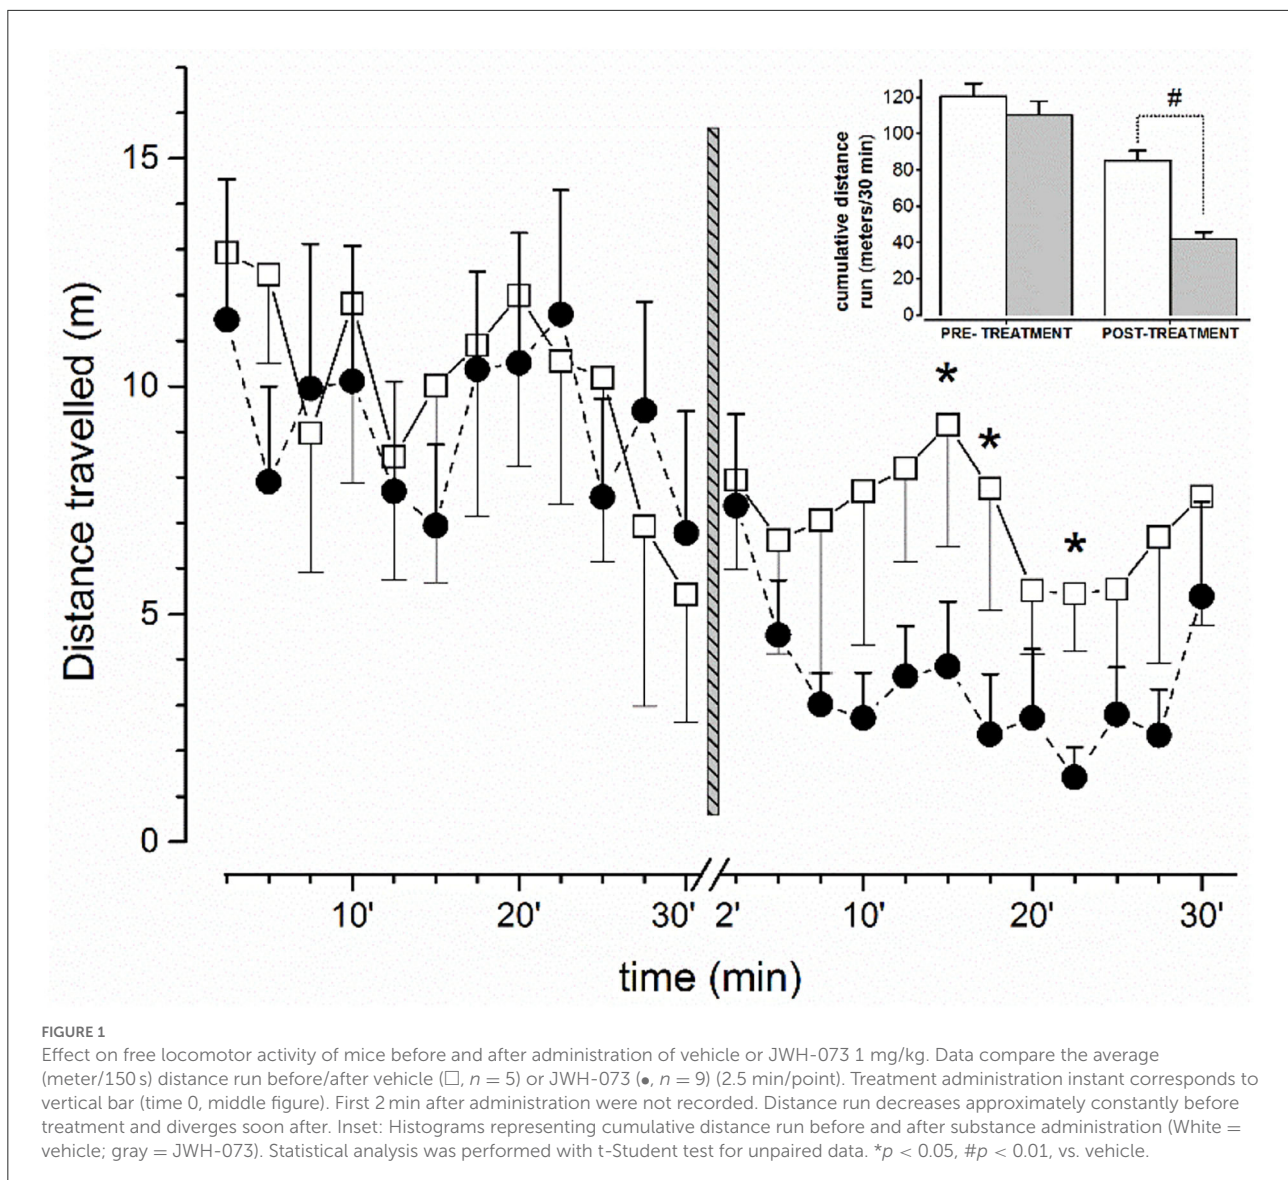 15
10
5
0
Distance travelled (m)
120
100
80
60
40
20
0
cumulative distance
run (meters/30 min)
#
PRE- TREATMENT
POST-TREATMENT
*
*
*
10'
20'
30'
2'
10'
20'
30'
time (min)
FIGURE 1
Effect on free locomotor activity of mice before and after administration of vehicle or JWH-073 1 mg/kg. Data compare the average
(meter/150 s) distance run before/after vehicle (□, n = 5) or JWH-073 (•, n = 9) (2.5 min/point). Treatment administration instant corresponds to
vertical bar (time 0, middle figure). First 2 min after administration were not recorded. Distance run decreases approximately constantly before
treatment and diverges soon after. Inset: Histograms representing cumulative distance run before and after substance administration (White =
vehicle; gray = JWH-073). Statistical analysis was performed with t-Student test for unpaired data. *p < 0.05, #p < 0.01, vs. vehicle.